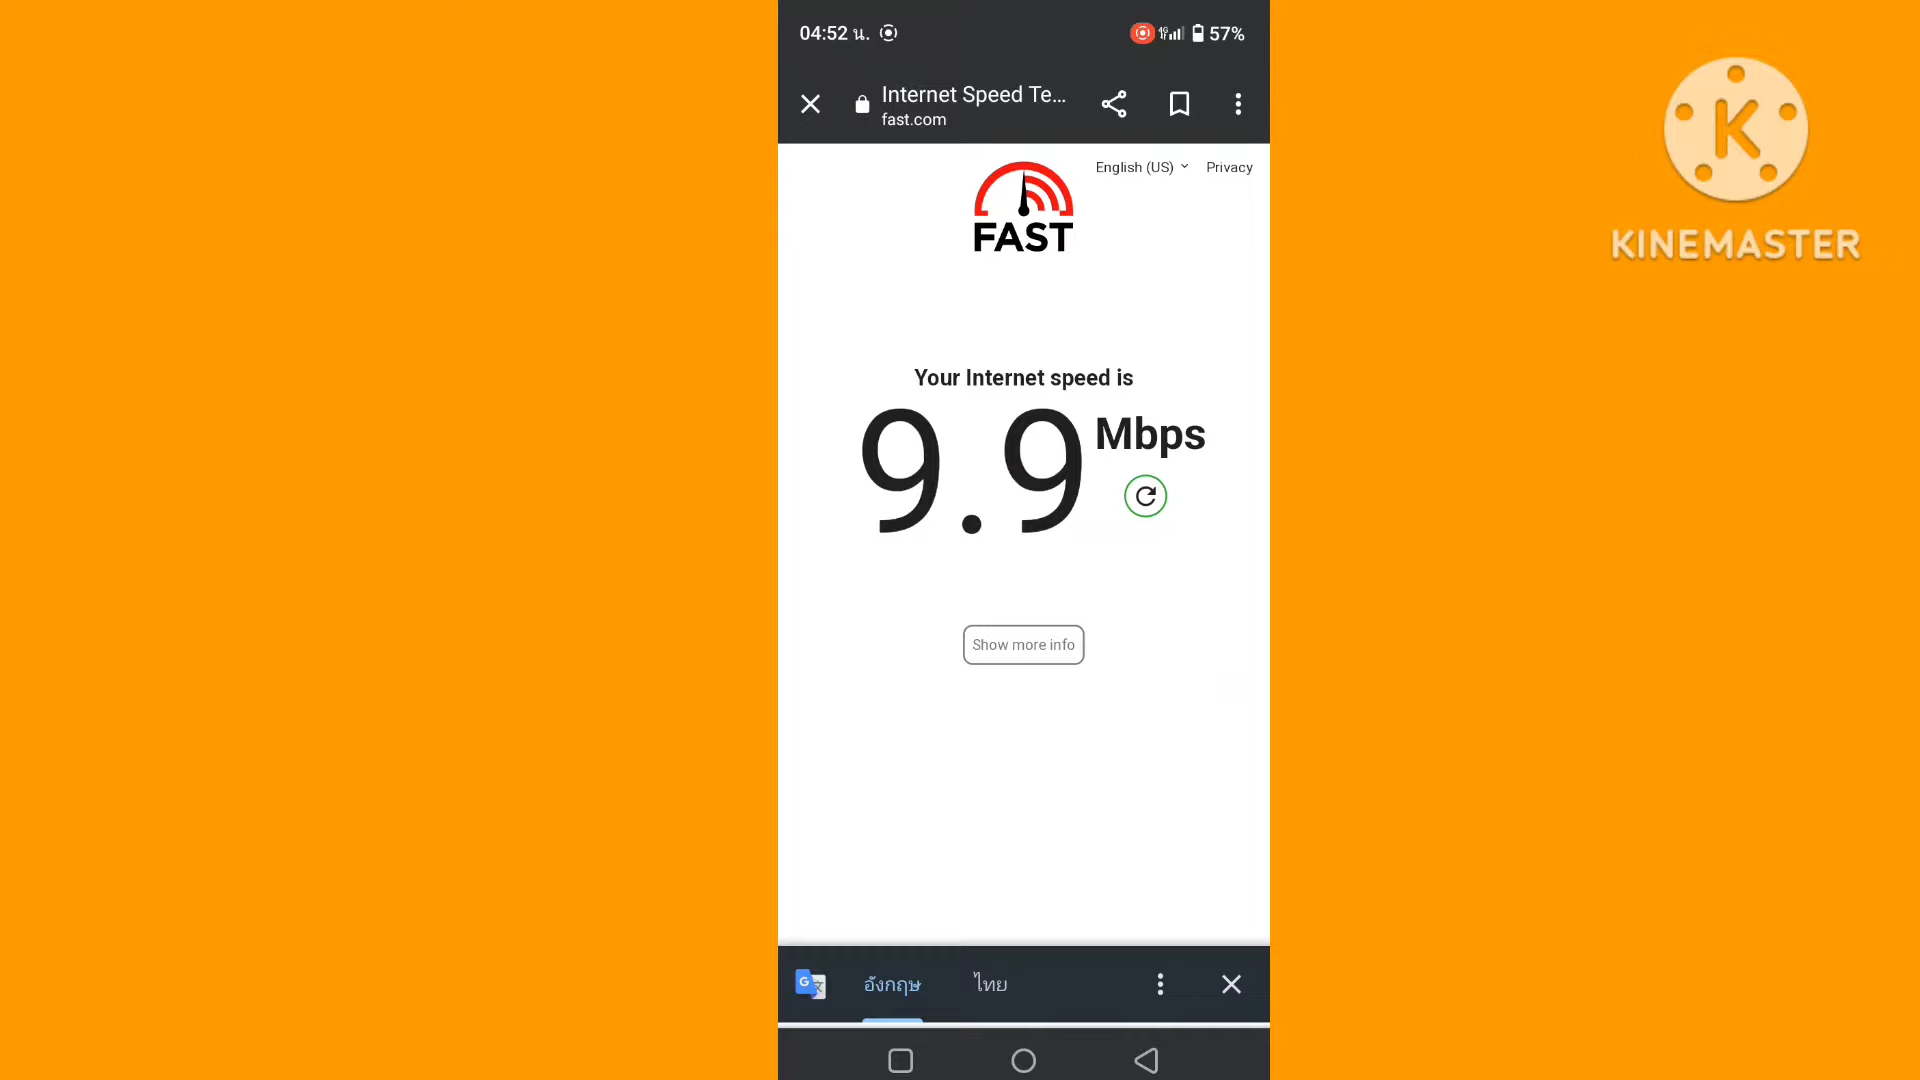 04:52 น.
4G 57%
Internet Speed Te...
fast.com
English (US) Privacy
FAST
Your Internet speed is
9.9 Mbps
Show more info
อังกฤษ ไทย
K
KINEMASTER